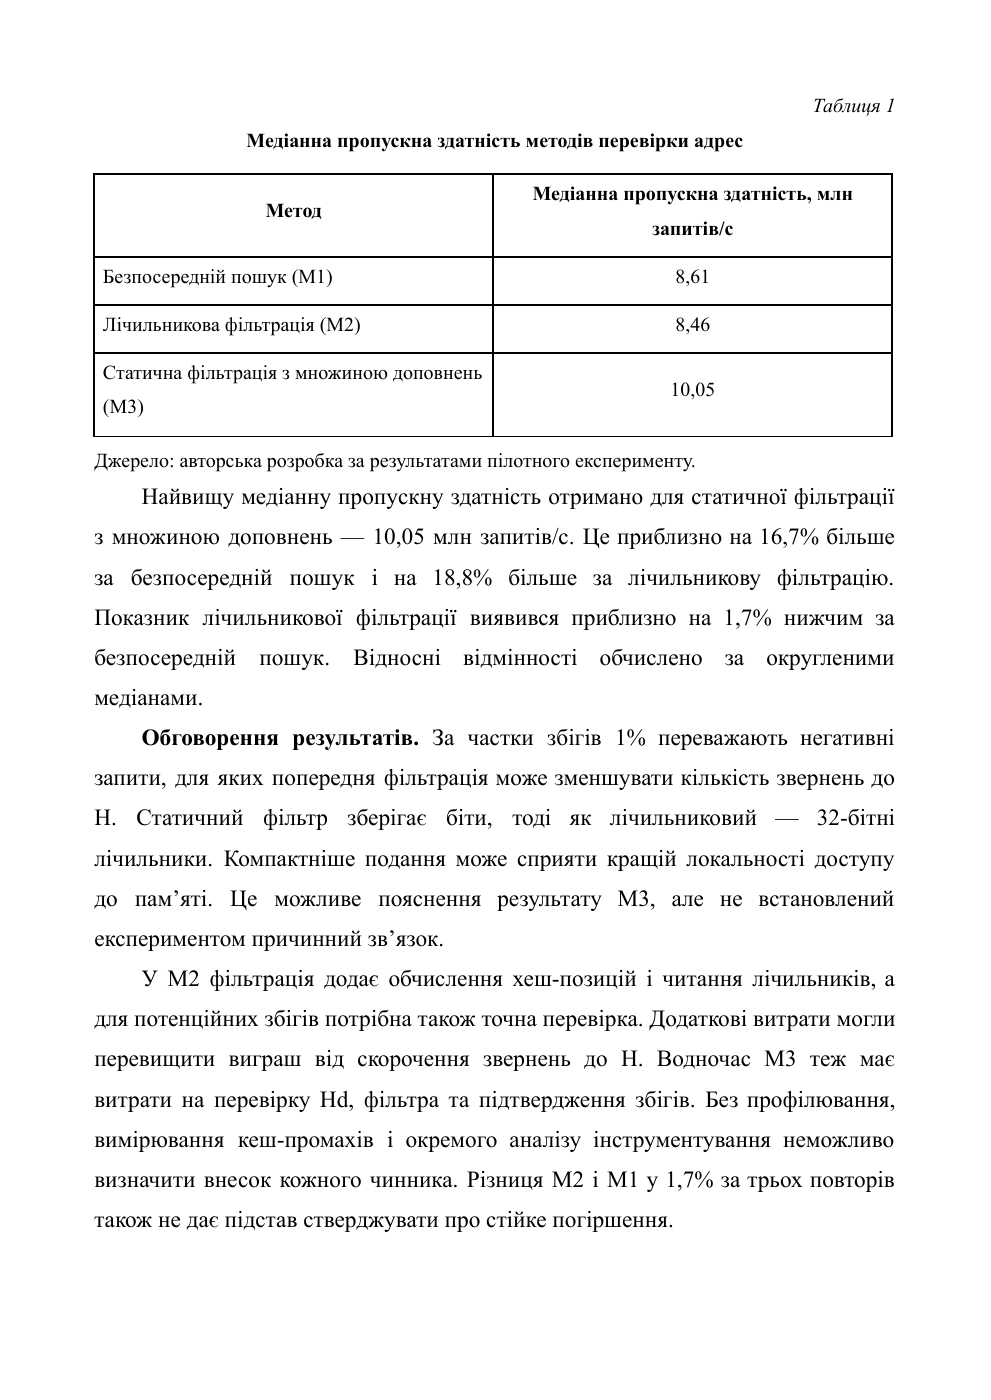 Таблиця 1
Медіанна пропускна здатність методів перевірки адрес
Метод
Медіанна пропускна здатність, млн
запитів/с
Безпосередній пошук (M1)
8,61
Лічильникова фільтрація (M2)
8,46
Статична фільтрація з множиною доповнень
(M3)
10,05
Джерело: авторська розробка за результатами пілотного експерименту.
Найвищу медіанну пропускну здатність отримано для статичної фільтрації
з множиною доповнень — 10,05 млн запитів/с. Це приблизно на 16,7% більше
за безпосередній пошук і на 18,8% більше за лічильникову фільтрацію.
Показник лічильникової фільтрації виявився приблизно на 1,7% нижчим за
безпосередній пошук. Відносні відмінності обчислено за округленими
медіанами.
Обговорення результатів. За частки збігів 1% переважають негативні
запити, для яких попередня фільтрація може зменшувати кількість звернень до
H. Статичний фільтр зберігає біти, тоді як лічильниковий — 32-бітні
лічильники. Компактніше подання може сприяти кращій локальності доступу
до пам’яті. Це можливе пояснення результату M3, але не встановлений
експериментом причинний зв’язок.
У M2 фільтрація додає обчислення хеш-позицій і читання лічильників, а
для потенційних збігів потрібна також точна перевірка. Додаткові витрати могли
перевищити виграш від скорочення звернень до H. Водночас M3 теж має
витрати на перевірку Hd, фільтра та підтвердження збігів. Без профілювання,
вимірювання кеш-промахів і окремого аналізу інструментування неможливо
визначити внесок кожного чинника. Різниця M2 і M1 у 1,7% за трьох повторів
також не дає підстав стверджувати про стійке погіршення.